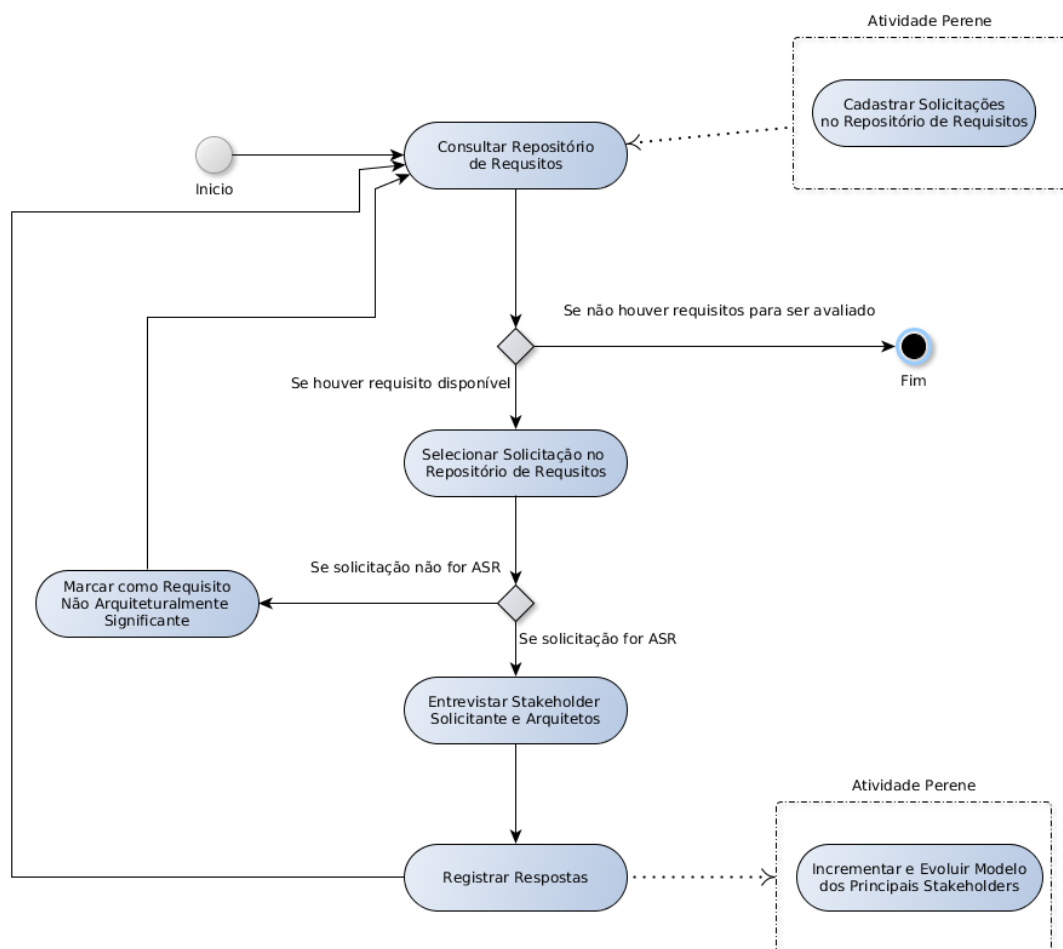 Atividade Perene
Cadastrar Solicitações
no Repositório de Requisitos
Consultar Repositório
de Requsitos
Inicio
Se não houver requisitos para ser avaliado
Fim
Se houver requisito disponível
Selecionar Solicitação no
Repositório de Requsitos
Se solicitação não for ASR
Marcar como Requisito
Não Arquiteturalmente
Significante
Se solicitação for ASR
Entrevistar Stakeholder
Solicitante e Arquitetos
Atividade Perene
Registrar Respostas
Incrementar e Evoluir Modelo
dos Principais Stakeholders